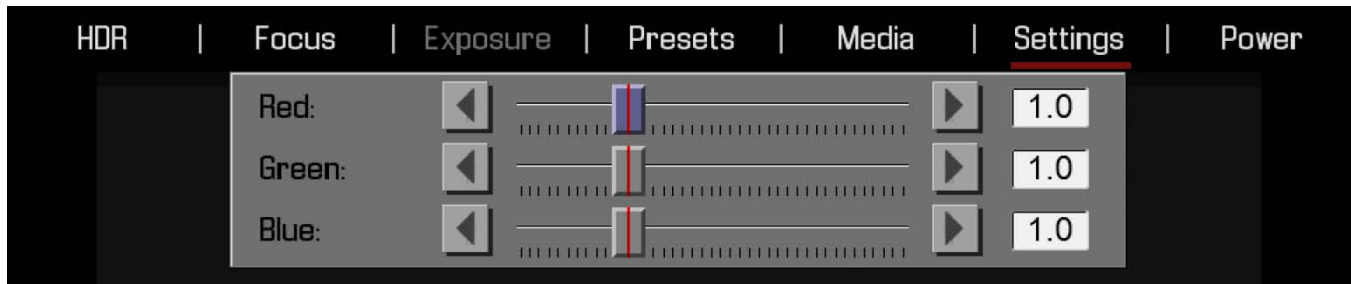 HDR | Focus | Exposure | Presets | Media | Settings | Power
Red: 1.0
Green: 1.0
Blue: 1.0